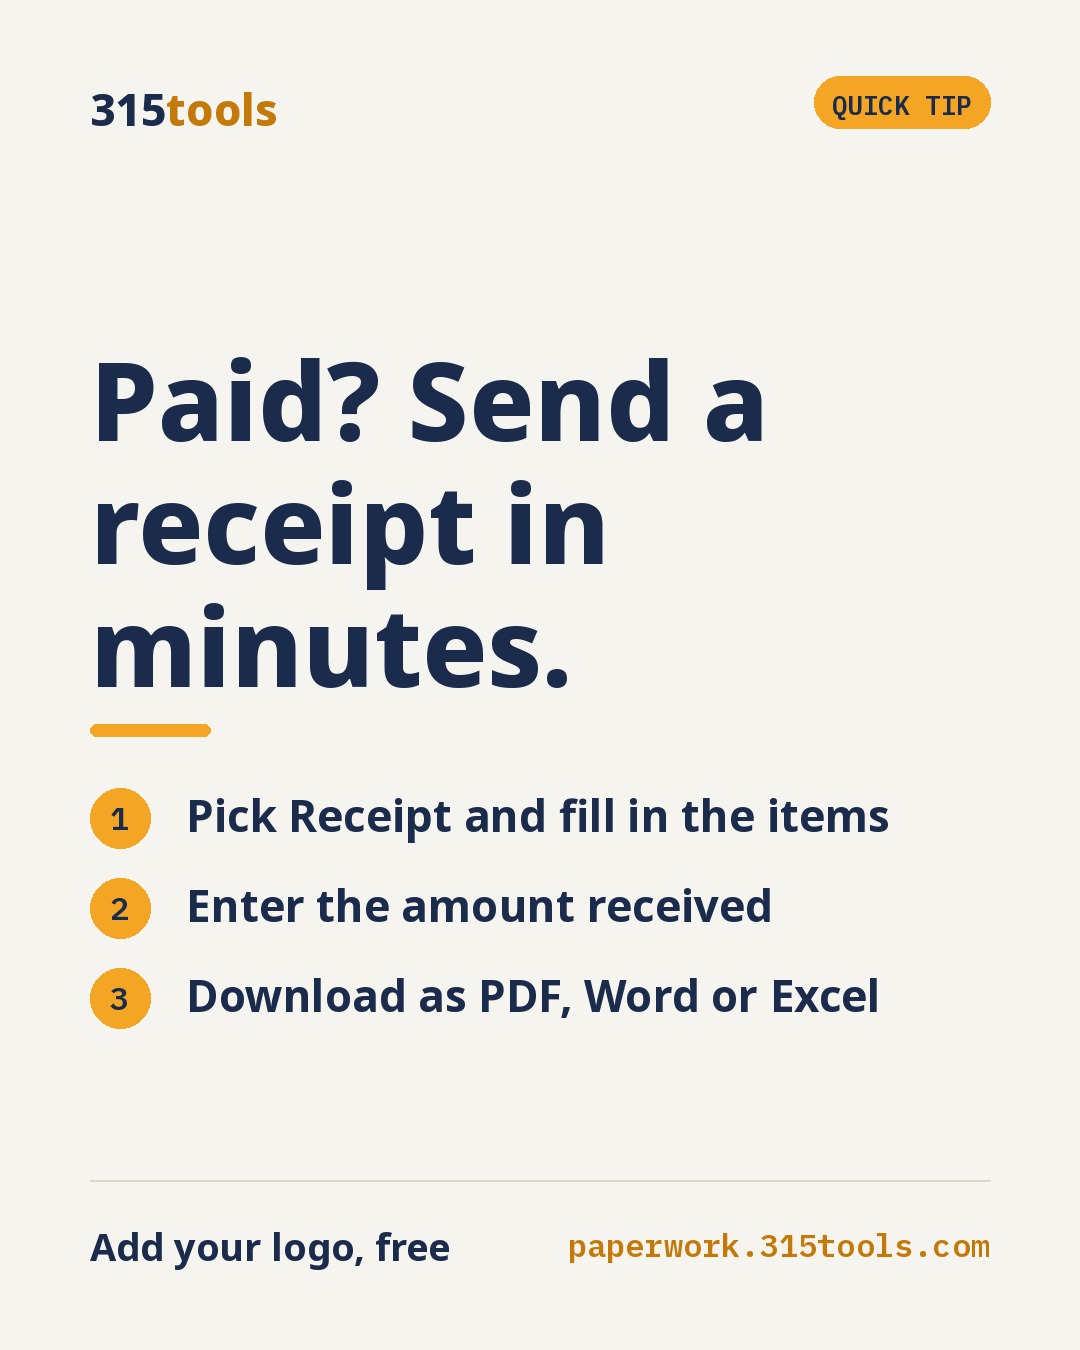 315tools
QUICK TIP
Paid? Send a
receipt in
minutes.
1 Pick Receipt and fill in the items
2 Enter the amount received
3 Download as PDF, Word or Excel
Add your logo, free
paperwork.315tools.com